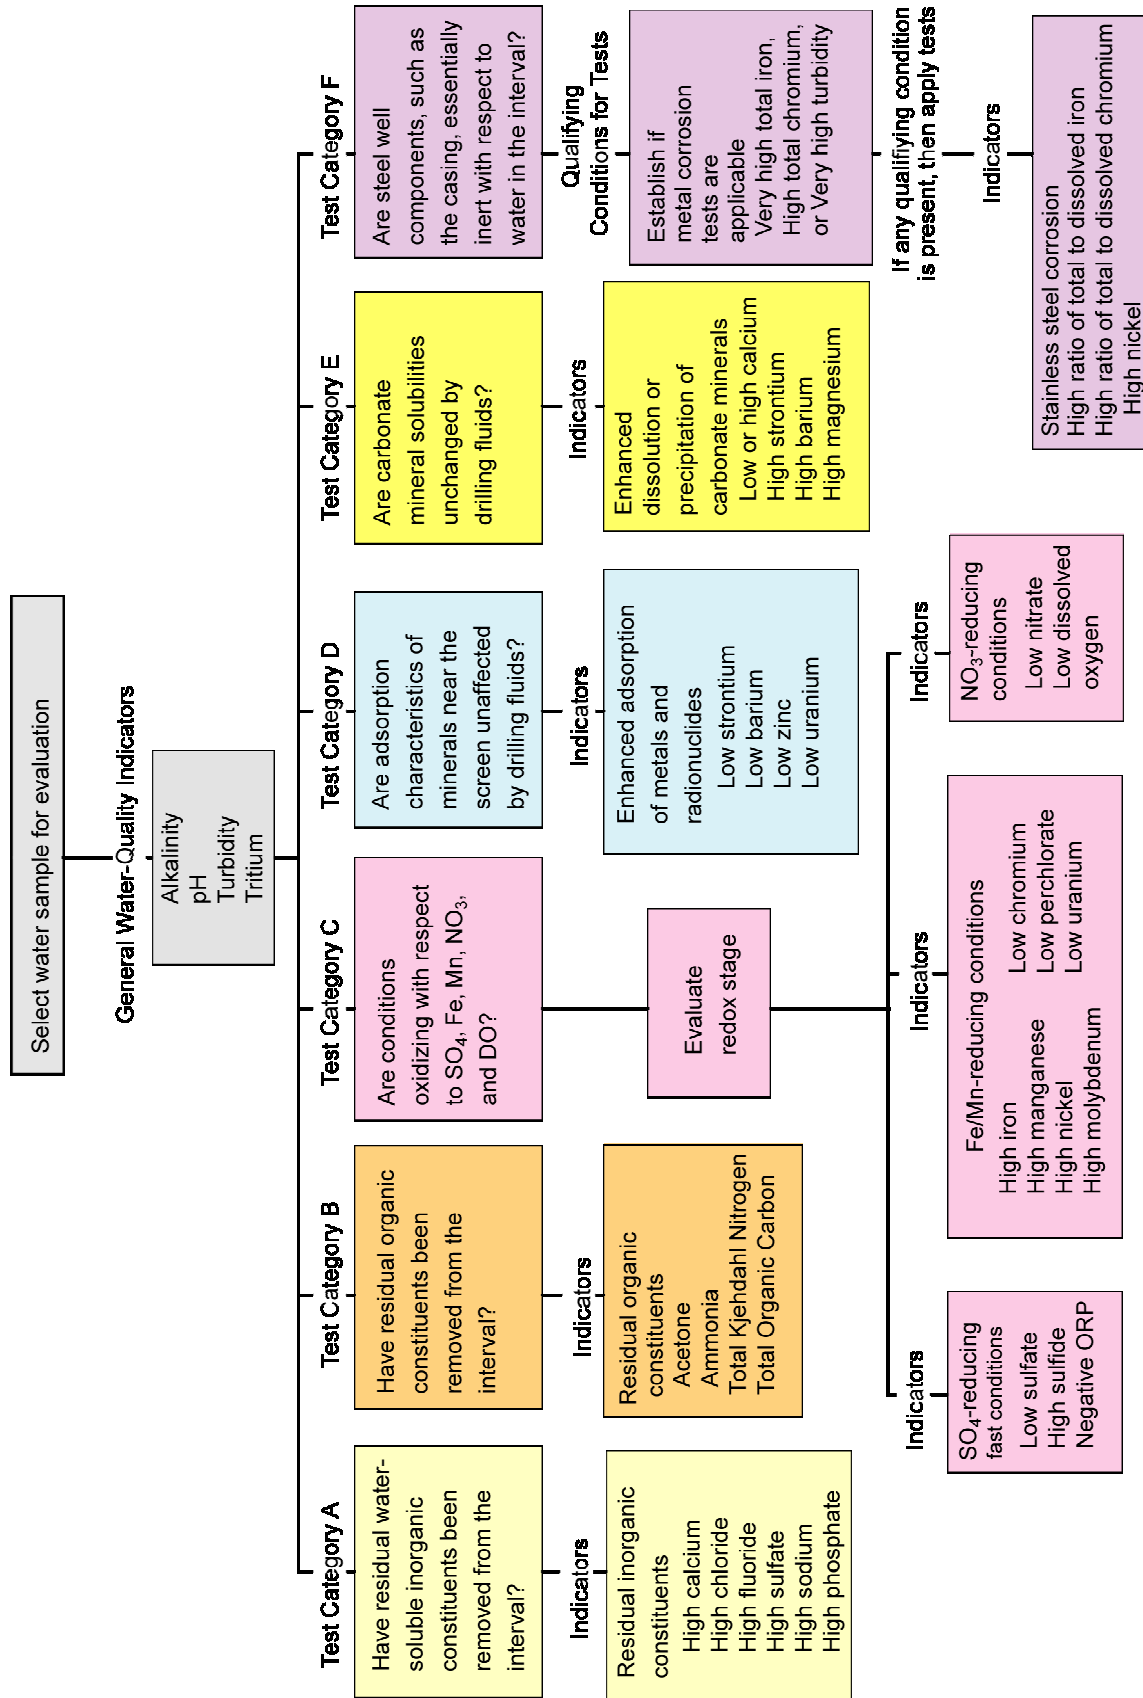 Select water sample for evaluation
General Water-Quality Indicators
Alkalinity
pH
Turbidity
Tritium
Test Category A
Have residual water-
soluble inorganic
constituents been
removed from the
interval?
Indicators
Residual inorganic
constituents
High calcium
High chloride
High fluoride
High sulfate
High sodium
High phosphate
Test Category B
Have residual organic
constituents been
removed from the
interval?
Indicators
Residual organic
constituents
Acetone
Ammonia
Total Kjehdahl Nitrogen
Total Organic Carbon
Test Category C
Are conditions
oxidizing with respect
to SO₄, Fe, Mn, NO₃,
and DO?
Evaluate
redox stage
Indicators
SO₄-reducing
fast conditions
Low sulfate
High sulfide
Negative ORP
Indicators
Fe/Mn-reducing conditions
High iron
High manganese
High nickel
High molybdenum
Low chromium
Low perchlorate
Low uranium
Indicators
NO₃-reducing
conditions
Low nitrate
Low dissolved
oxygen
Test Category D
Are adsorption
characteristics of
minerals near the
screen unaffected
by drilling fluids?
Indicators
Enhanced adsorption
of metals and
radionuclides
Low strontium
Low barium
Low zinc
Low uranium
Test Category E
Are carbonate
mineral solubilities
unchanged by
drilling fluids?
Indicators
Enhanced
dissolution or
precipitation of
carbonate minerals
Low or high calcium
High strontium
High barium
High magnesium
Test Category F
Are steel well
components, such as
the casing, essentially
inert with respect to
water in the interval?
Qualifying
Conditions for Tests
Establish if
metal corrosion
tests are
applicable
Very high total iron,
High total chromium,
or Very high turbidity
If any qualifiying condition
is present, then apply tests
Indicators
Stainless steel corrosion
High ratio of total to dissolved iron
High ratio of total to dissolved chromium
High nickel